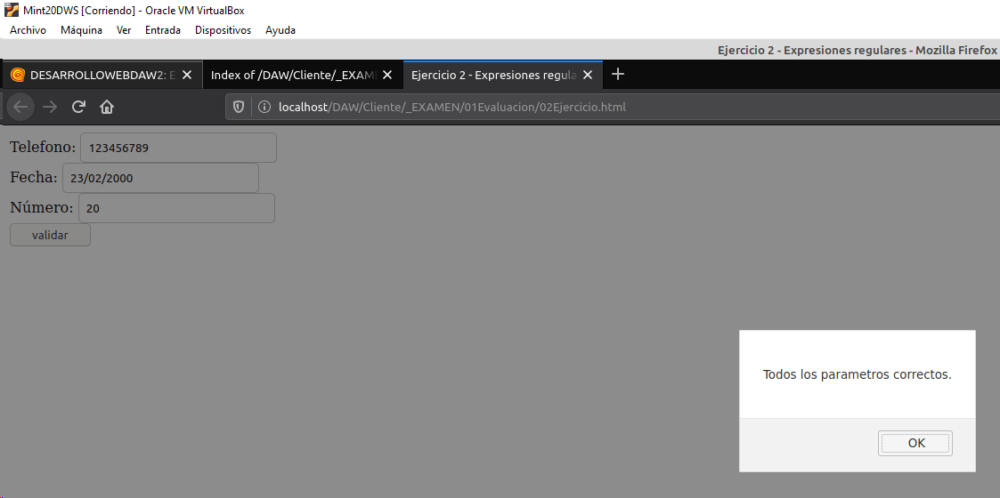 Mint20DWS [Corriendo] - Oracle VM VirtualBox
Archivo Máquina Ver Entrada Dispositivos Ayuda
Ejercicio 2 - Expresiones regulares - Mozilla Firefox
DESARROLLOWEBDAW2: E Index of /DAW/Cliente/_EXAM Ejercicio 2 - Expresiones regula
localhost/DAW/Cliente/_EXAMEN/01Evaluacion/02Ejercicio.html
Telefono: 123456789
Fecha: 23/02/2000
Número: 20
validar
Todos los parametros correctos.
OK